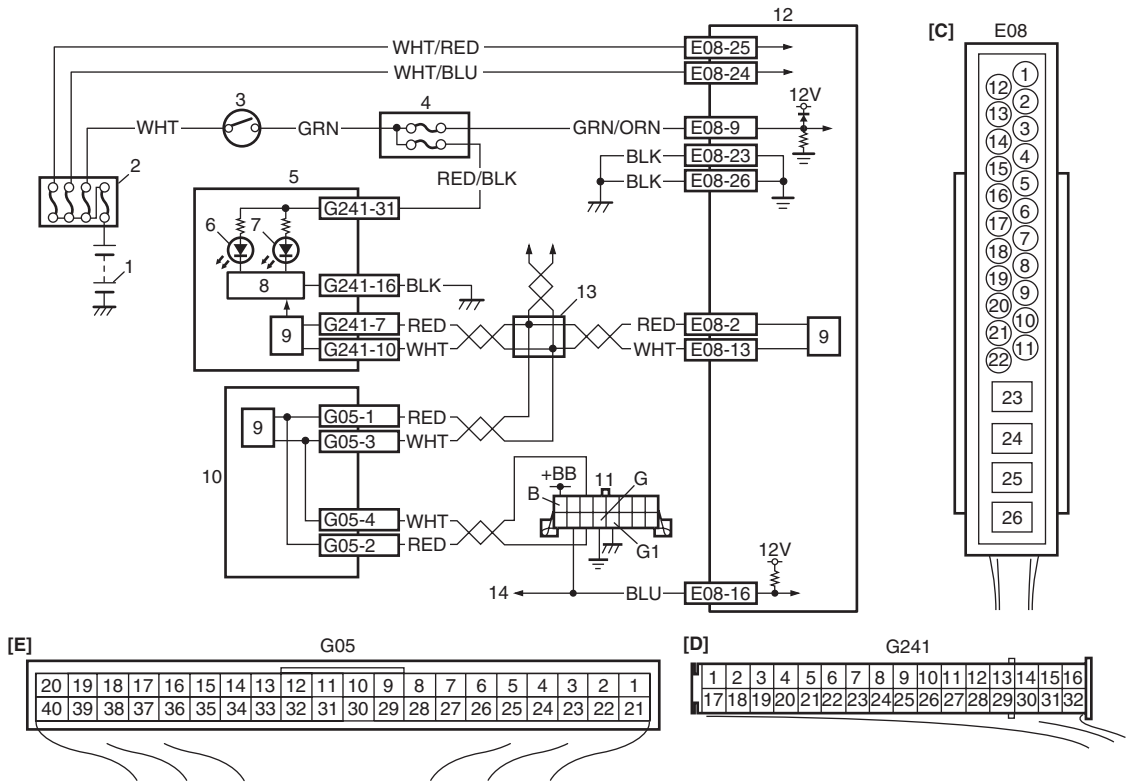 12
[C] E08
WHT/RED E08-25
WHT/BLU E08-24
3 4 12V
WHT GRN GRN/ORN E08-9
BLK E08-23
BLK E08-26
RED/BLK
2
5
G241-31
6 7
1
8 G241-16 BLK
13
9 G241-7 RED RED E08-2 9
G241-10 WHT WHT E08-13
9 G05-1 RED
G05-3 WHT
10
+BB 11 G
B
G05-4 WHT
G05-2 RED
G1
12V
14 BLU E08-16
1
12
2
13
3
14
4
15
5
16
6
17
7
18
8
19
9
20
10
21
11
22
23
24
25
26
[E] G05
20 19 18 17 16 15 14 13 12 11 10 9 8 7 6 5 4 3 2 1
40 39 38 37 36 35 34 33 32 31 30 29 28 27 26 25 24 23 22 21
[D] G241
1 2 3 4 5 6 7 8 9 10 11 12 13 14 15 16
17 18 19 20 21 22 23 24 25 26 27 28 29 30 31 32